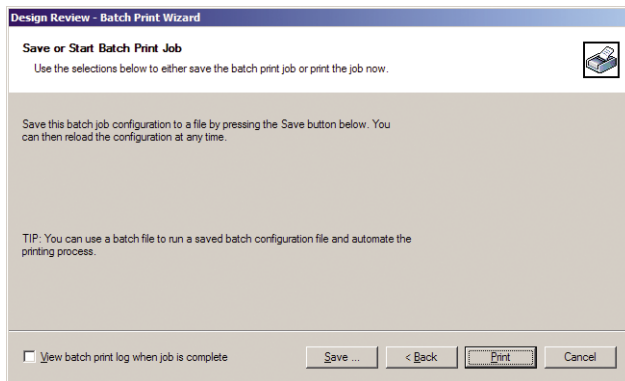 Design Review - Batch Print Wizard
Save or Start Batch Print Job
Use the selections below to either save the batch print job or print the job now.
Save this batch job configuration to a file by pressing the Save button below. You
can then reload the configuration at any time.
TIP: You can use a batch file to run a saved batch configuration file and automate the
printing process.
View batch print log when job is complete
Save ...
< Back
Print
Cancel